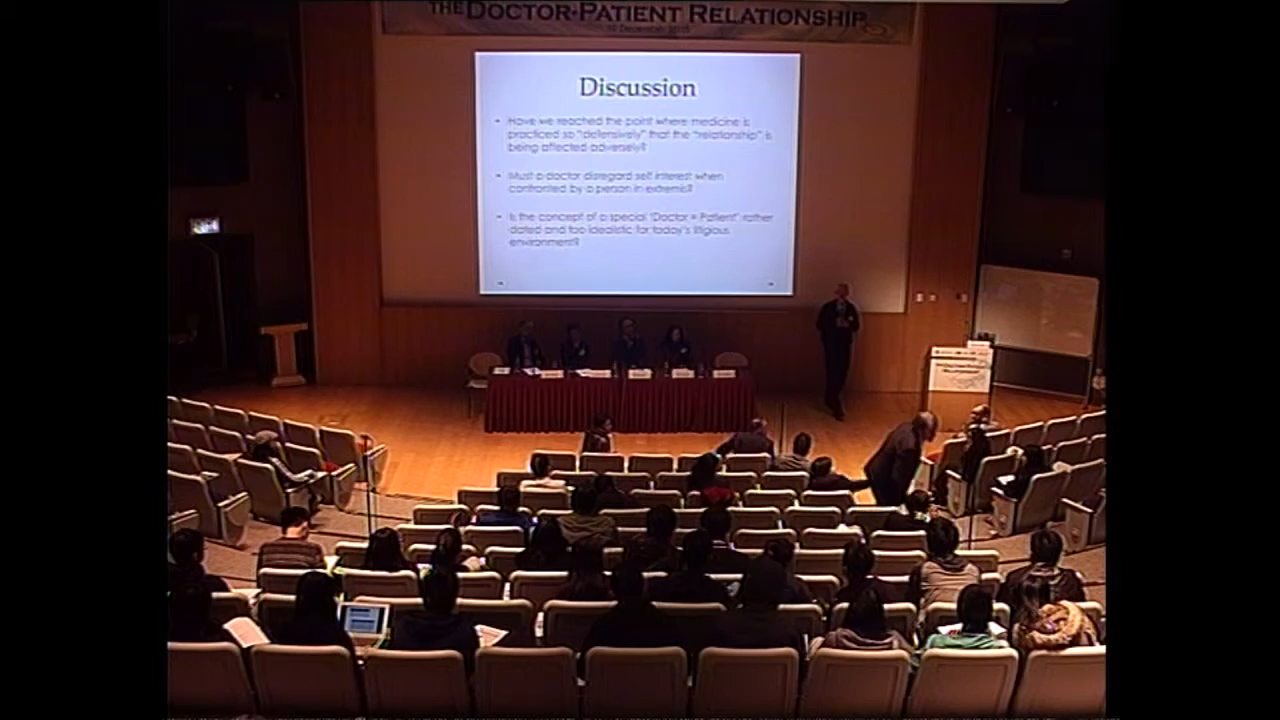 THE DOCTOR-PATIENT RELATIONSHIP
December
Discussion
• Have we reached the point where medicine is
practiced so "defensively" that the "relationship" is
being affected adversely?
• Must a doctor disregard self interest when
confronted by a person in extremis?
• Is the concept of a special 'Doctor = Patient' rather
dated and too idealistic for today's litigious
environment?